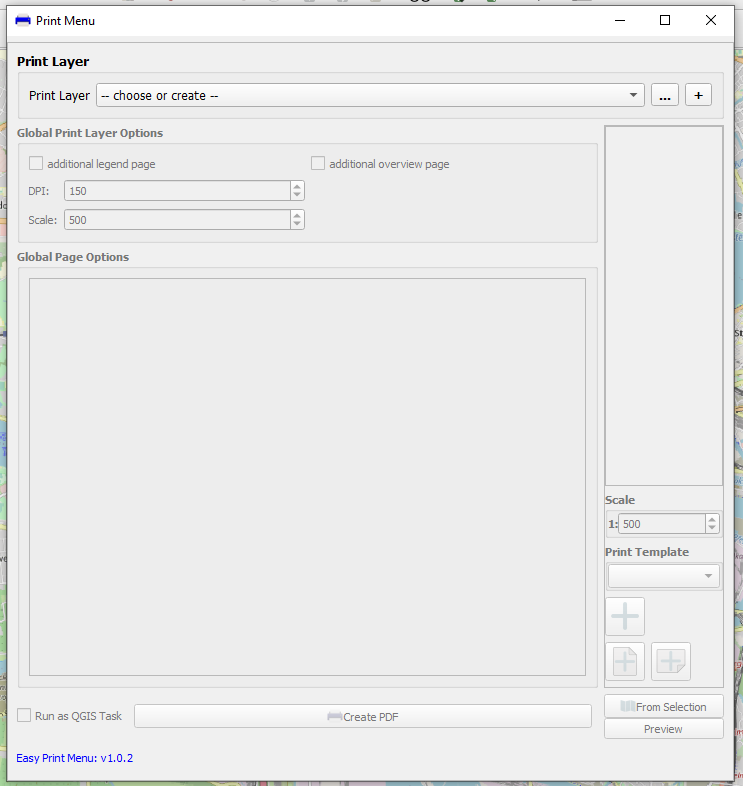 Print Menu
Print Layer
Print Layer
-- choose or create --
...
+
Global Print Layer Options
additional legend page
additional overview page
DPI:
150
Scale:
500
Global Page Options
Scale
1:
500
Print Template
Run as QGIS Task
Create PDF
From Selection
Preview
Easy Print Menu: v1.0.2